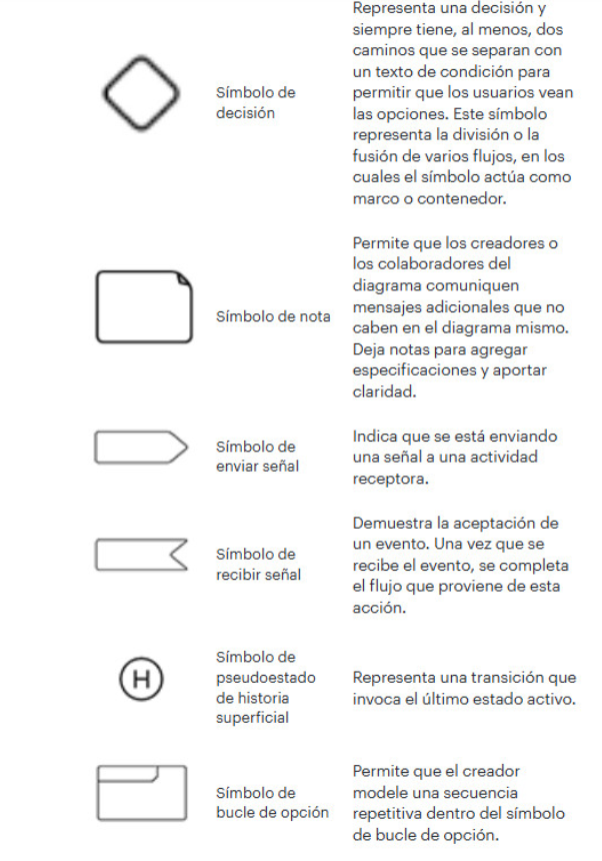 Representa una decisión y
siempre tiene, al menos, dos
caminos que se separan con
un texto de condición para
permitir que los usuarios vean
las opciones. Este símbolo
representa la división o la
fusión de varios flujos, en los
cuales el símbolo actúa como
marco o contenedor.
Símbolo de
decisión
Permite que los creadores o
los colaboradores del
diagrama comuniquen
mensajes adicionales que no
caben en el diagrama mismo.
Deja notas para agregar
especificaciones y aportar
claridad.
Símbolo de nota
Símbolo de
enviar señal
Indica que se está enviando
una señal a una actividad
receptora.
Símbolo de
recibir señal
Demuestra la aceptación de
un evento. Una vez que se
recibe el evento, se completa
el flujo que proviene de esta
acción.
H
Símbolo de
pseudoestado
de historia
superficial
Representa una transición que
invoca el último estado activo.
Símbolo de
bucle de opción
Permite que el creador
modele una secuencia
repetitiva dentro del símbolo
de bucle de opción.